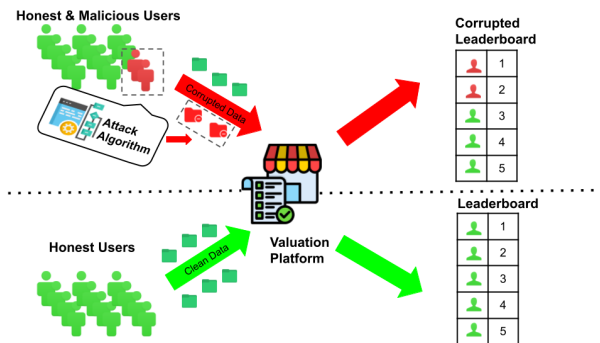 Honest & Malicious Users
Corrupted
Leaderboard
Corrupted Data
Attack
Algorithm
1
2
3
4
5
Honest Users
Clean Data
Valuation
Platform
Leaderboard
1
2
3
4
5